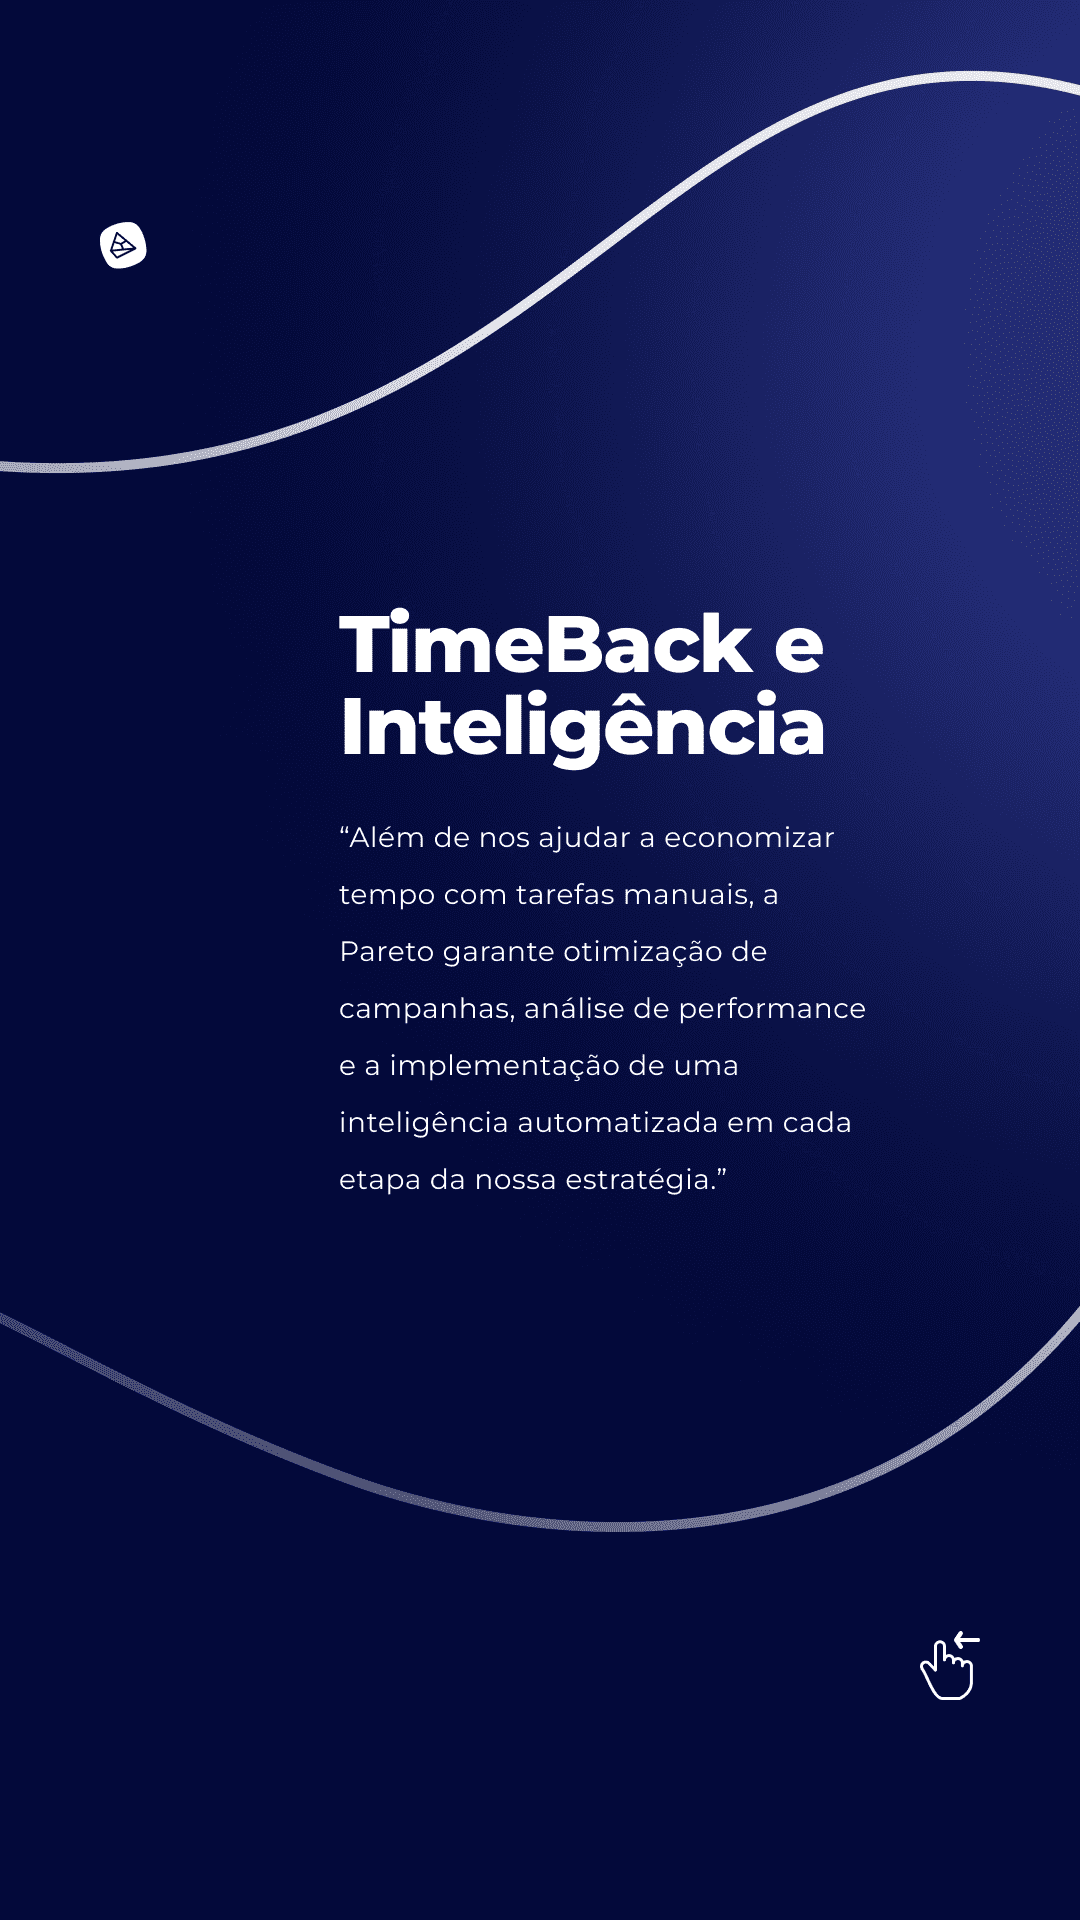 TimeBack e
Inteligência
“Além de nos ajudar a economizar
tempo com tarefas manuais, a
Pareto garante otimização de
campanhas, análise de performance
e a implementação de uma
inteligência automatizada em cada
etapa da nossa estratégia.”